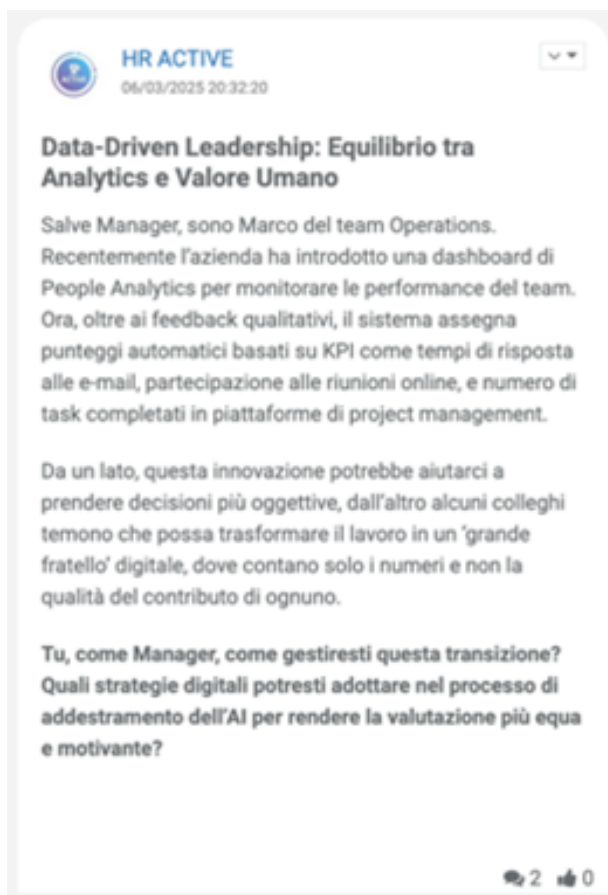 HR ACTIVE
06/03/2025 20:32:20
Data-Driven Leadership: Equilibrio tra
Analytics e Valore Umano
Salve Manager, sono Marco del team Operations.
Recentemente l'azienda ha introdotto una dashboard di
People Analytics per monitorare le performance del team.
Ora, oltre ai feedback qualitativi, il sistema assegna
punteggi automatici basati su KPI come tempi di risposta
alle e-mail, partecipazione alle riunioni online, e numero di
task completati in piattaforme di project management.
Da un lato, questa innovazione potrebbe aiutarci a
prendere decisioni più oggettive, dall'altro alcuni colleghi
temono che possa trasformare il lavoro in un 'grande
fratello' digitale, dove contano solo i numeri e non la
qualità del contributo di ognuno.
Tu, come Manager, come gestiresti questa transizione?
Quali strategie digitali potresti adottare nel processo di
addestramento dell'AI per rendere la valutazione più equa
e motivante?
2 0